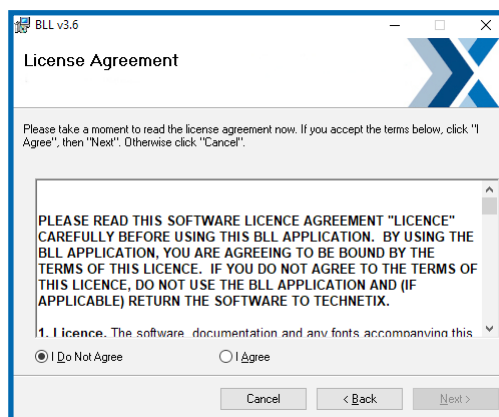 BLL v3.6
License Agreement
Please take a moment to read the license agreement now. If you accept the terms below, click "I
Agree", then "Next". Otherwise click "Cancel".
PLEASE READ THIS SOFTWARE LICENCE AGREEMENT "LICENCE"
CAREFULLY BEFORE USING THIS BLL APPLICATION.  BY USING THE
BLL APPLICATION, YOU ARE AGREEING TO BE BOUND BY THE
TERMS OF THIS LICENCE.  IF YOU DO NOT AGREE TO THE TERMS OF
THIS LICENCE, DO NOT USE THE BLL APPLICATION AND (IF
APPLICABLE) RETURN THE SOFTWARE TO TECHNETIX.
1. Licence. The software, documentation and any fonts accompanying this
I Do Not Agree I Agree
Cancel < Back Next >